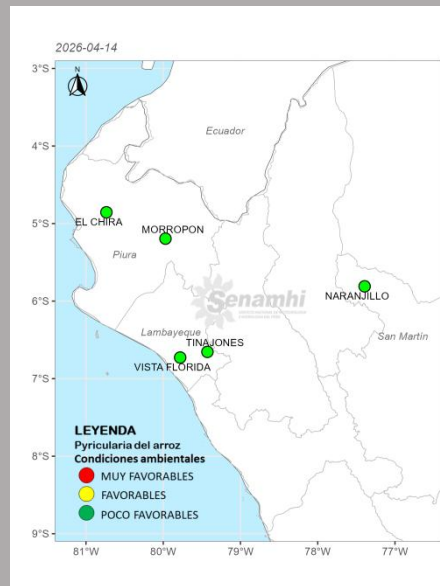 2026-04-14
3°S
N
4°S
Ecuador
5°S
EL CHIRA
MORROPON
Piura
6°S
Senamhi
NARANJILLO
Lambayeque
San Martín
TINAJONES
VISTA FLORIDA
7°S
LEYENDA
Pyricularia del arroz
Condiciones ambientales
8°S
MUY FAVORABLES
FAVORABLES
POCO FAVORABLES
9°S
81°W 80°W 79°W 78°W 77°W